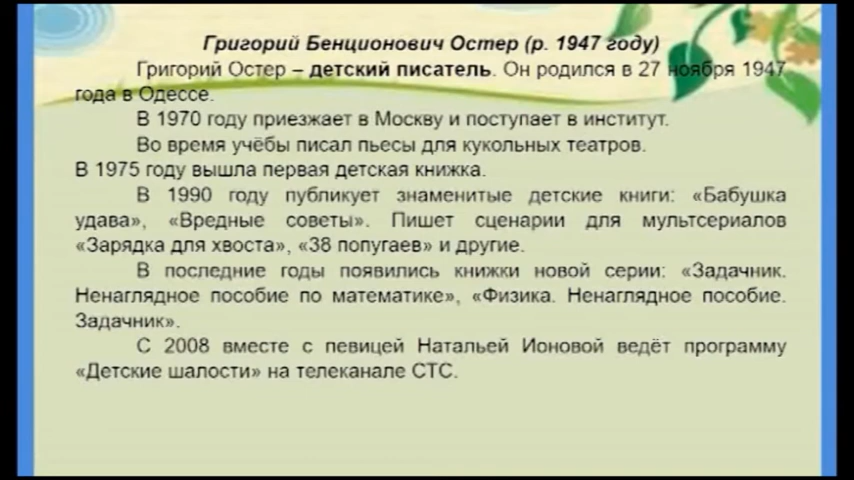 Григорий Бенционович Остер (р. 1947 году)
Григорий Остер – детский писатель. Он родился в 27 ноября 1947
года в Одессе.
В 1970 году приезжает в Москву и поступает в институт.
Во время учёбы писал пьесы для кукольных театров.
В 1975 году вышла первая детская книжка.
В 1990 году публикует знаменитые детские книги: «Бабушка
удава», «Вредные советы». Пишет сценарии для мультсериалов
«Зарядка для хвоста», «38 попугаев» и другие.
В последние годы появились книжки новой серии: «Задачник.
Ненаглядное пособие по математике», «Физика. Ненаглядное пособие.
Задачник».
С 2008 вместе с певицей Натальей Ионовой ведёт программу
«Детские шалости» на телеканале СТС.